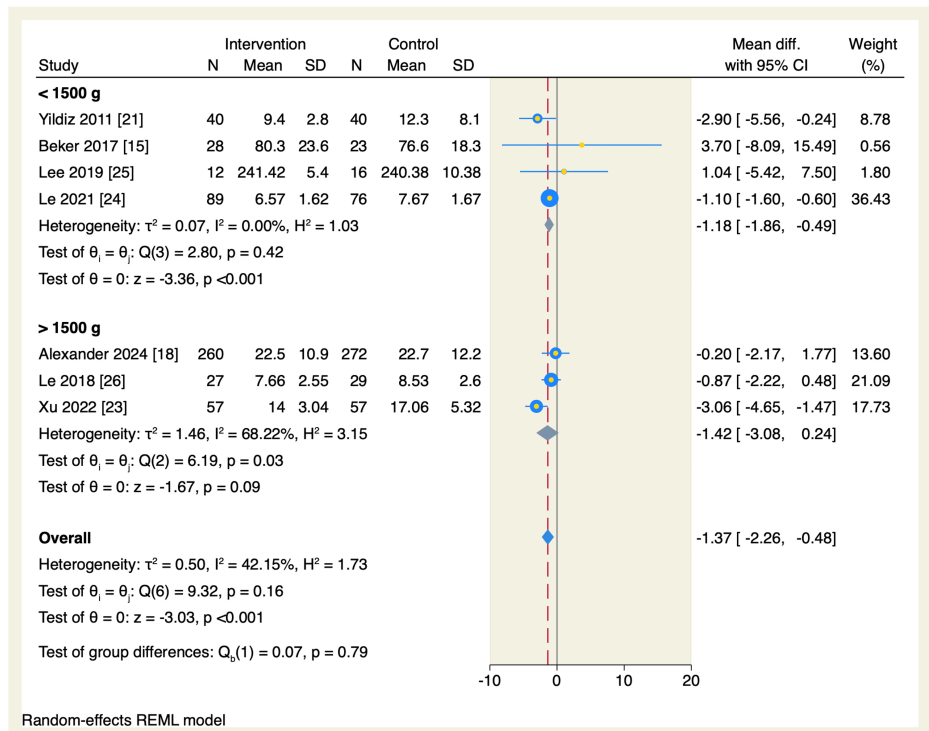 Intervention Control Mean diff. Weight
Study N Mean SD N Mean SD with 95% CI (%)
< 1500 g
Yildiz 2011 [21] 40 9.4 2.8 40 12.3 8.1 -2.90 [ -5.56, -0.24] 8.78
Beker 2017 [15] 28 80.3 23.6 23 76.6 18.3 3.70 [ -8.09, 15.49] 0.56
Lee 2019 [25] 12 241.42 5.4 16 240.38 10.38 1.04 [ -5.42, 7.50] 1.80
Le 2021 [24] 89 6.57 1.62 76 7.67 1.67 -1.10 [ -1.60, -0.60] 36.43
Heterogeneity: τ² = 0.07, I² = 0.00%, H² = 1.03 -1.18 [ -1.86, -0.49]
Test of θᵢ = θⱼ: Q(3) = 2.80, p = 0.42
Test of θ = 0: z = -3.36, p <0.001
> 1500 g
Alexander 2024 [18] 260 22.5 10.9 272 22.7 12.2 -0.20 [ -2.17, 1.77] 13.60
Le 2018 [26] 27 7.66 2.55 29 8.53 2.6 -0.87 [ -2.22, 0.48] 21.09
Xu 2022 [23] 57 14 3.04 57 17.06 5.32 -3.06 [ -4.65, -1.47] 17.73
Heterogeneity: τ² = 1.46, I² = 68.22%, H² = 3.15 -1.42 [ -3.08, 0.24]
Test of θᵢ = θⱼ: Q(2) = 6.19, p = 0.03
Test of θ = 0: z = -1.67, p = 0.09
Overall -1.37 [ -2.26, -0.48]
Heterogeneity: τ² = 0.50, I² = 42.15%, H² = 1.73
Test of θᵢ = θⱼ: Q(6) = 9.32, p = 0.16
Test of θ = 0: z = -3.03, p <0.001
Test of group differences: Q_b(1) = 0.07, p = 0.79
-10 0 10 20
Random-effects REML model